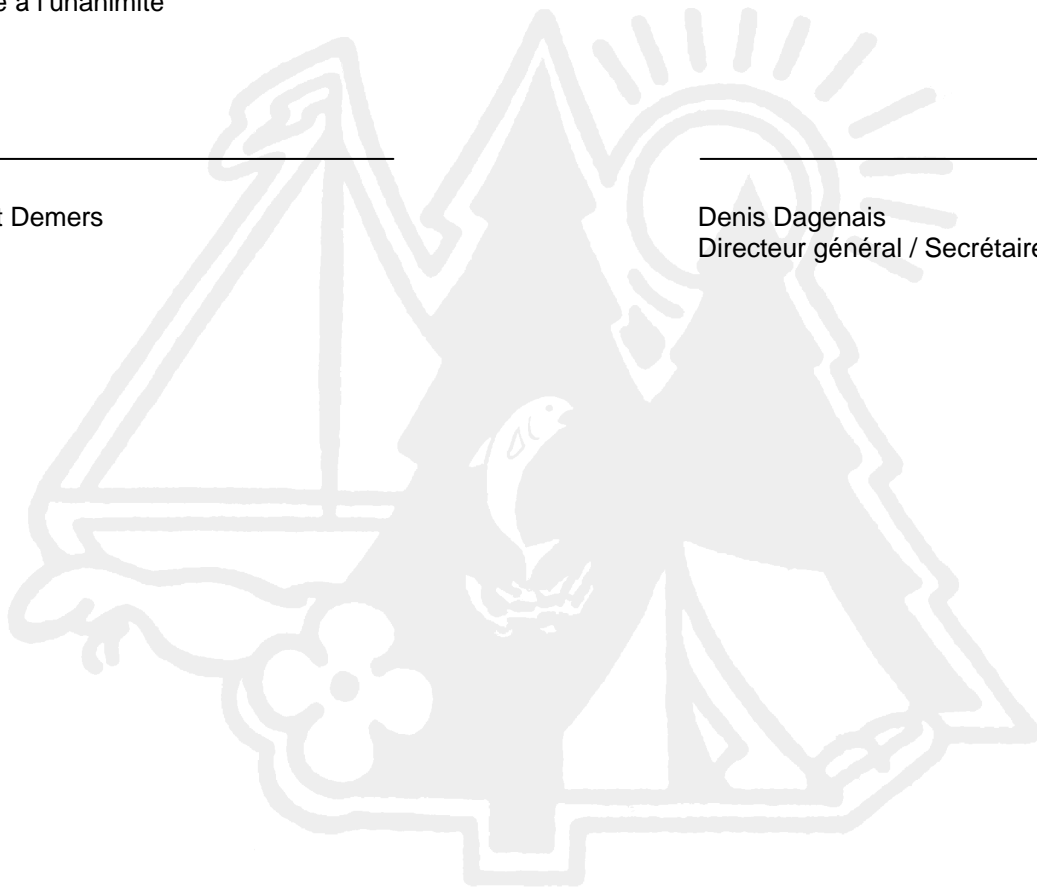 à l'unanimité
Demers
Denis Dagenais
Directeur général / Secrétaire